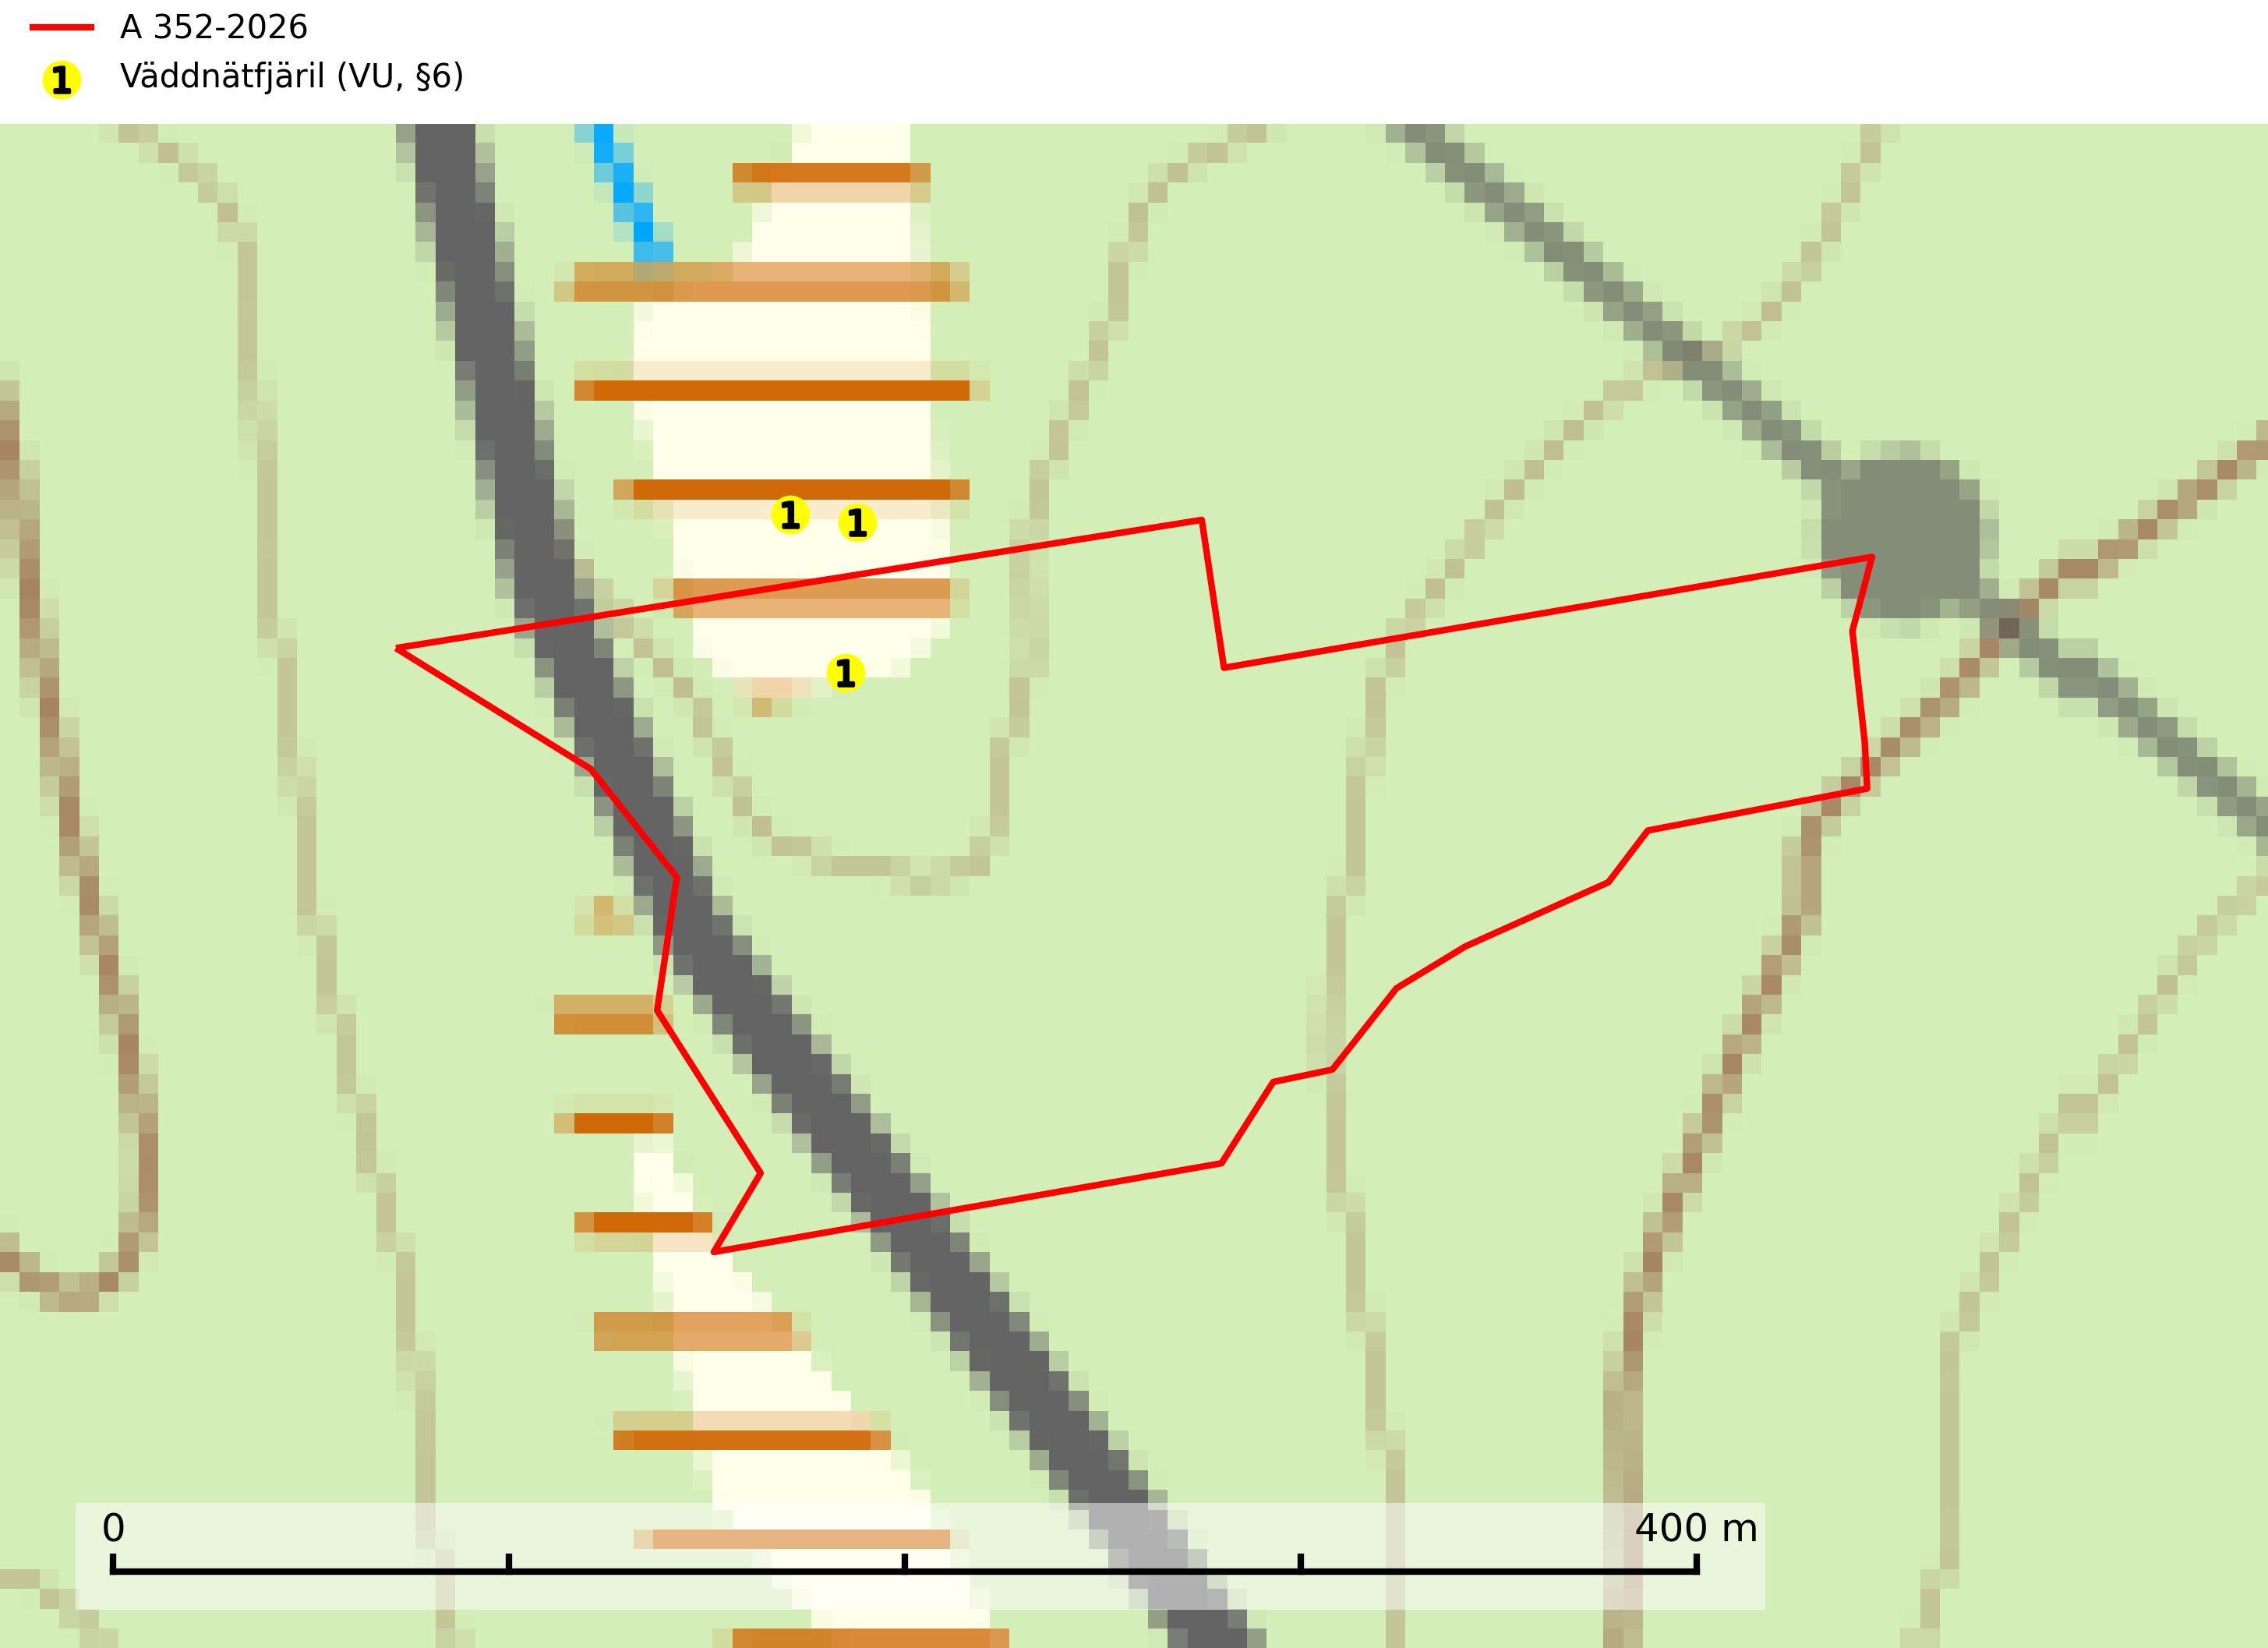 A 352-2026
1 Väddnätfjäril (VU, §6)
1 1
1
0 400 m